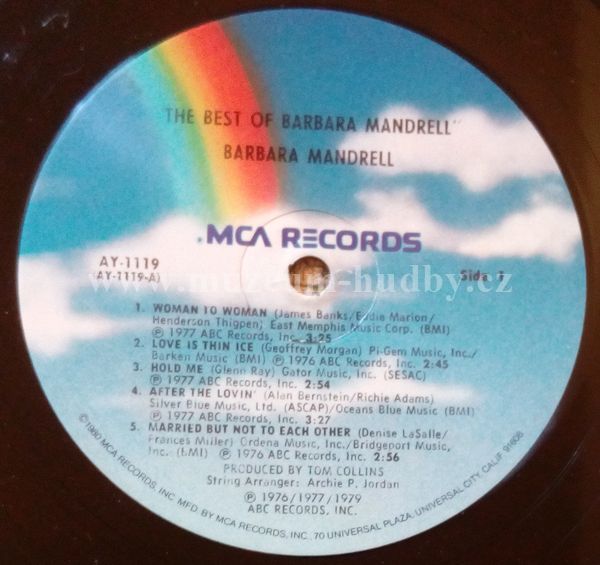 THE BEST OF BARBARA MANDRELL"
BARBARA MANDRELL
MCA RECORDS
AY-1119
(AY-1119-A)
Side 1
www.muzeum-hudby.cz
1. WOMAN TO WOMAN (James Banks/Eddie Marion/
Henderson Thigpen) East Memphis Music Corp. (BMI)
℗ 1977 ABC Records, Inc. 3:25
2. LOVE IS THIN ICE (Geoffrey Morgan) Pi-Gem Music, Inc./
Barken Music (BMI) ℗ 1976 ABC Records, Inc. 2:45
3. HOLD ME (Glenn Ray) Gator Music, Inc. (SESAC)
℗ 1977 ABC Records, Inc. 2:54
4. AFTER THE LOVIN' (Alan Bernstein/Richie Adams)
Silver Blue Music, Ltd. (ASCAP)/Oceans Blue Music (BMI)
℗ 1977 ABC Records, Inc. 3:27
5. MARRIED BUT NOT TO EACH OTHER (Denise LaSalle/
Frances Miller) Ordena Music, Inc./Bridgeport Music,
Inc. (BMI) ℗ 1976 ABC Records, Inc. 2:56
PRODUCED BY TOM COLLINS
String Arranger: Archie P. Jordan
℗ 1976/1977/1979
ABC RECORDS, INC.
©1980 MCA RECORDS, INC. MFD. BY MCA RECORDS, INC., 70 UNIVERSAL PLAZA, UNIVERSAL CITY, CALIF. 91608